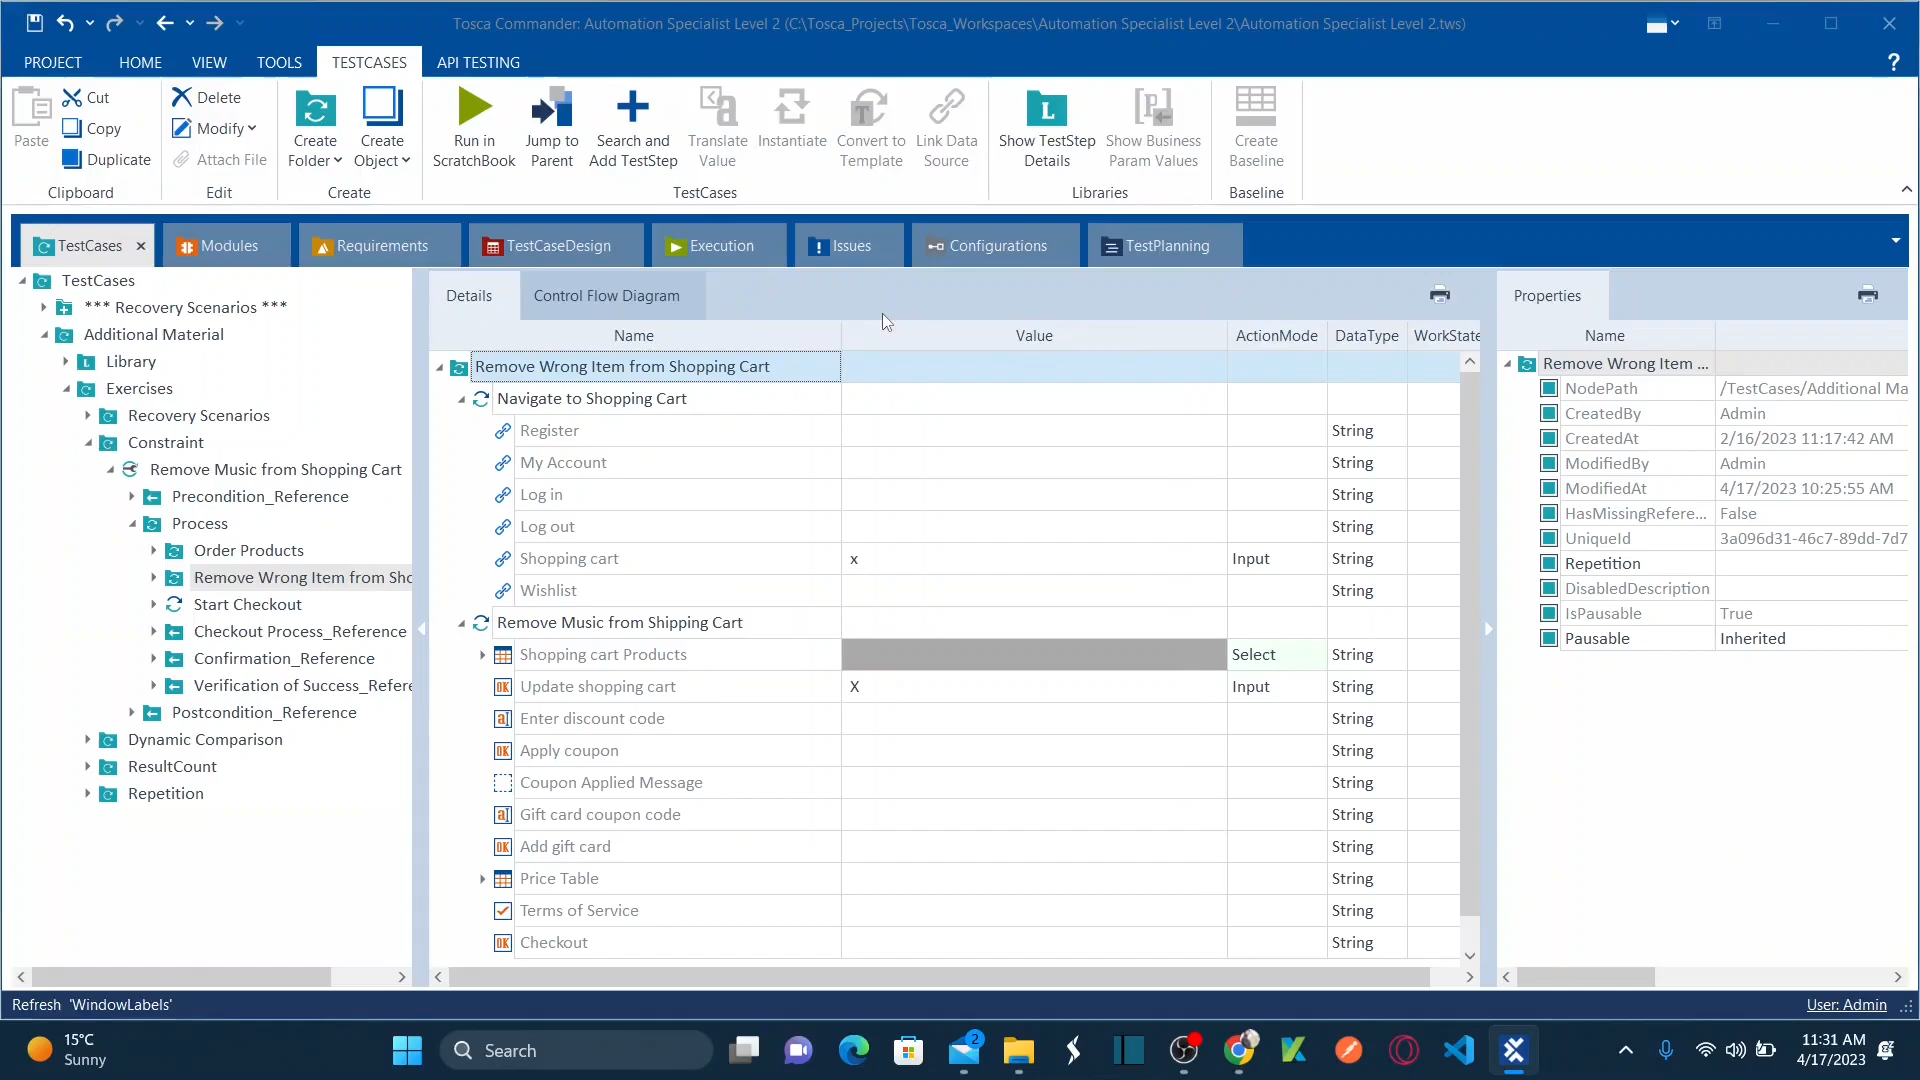 Tosca Commander: Automation Specialist Level 2 (C:\Tosca_Projects\Tosca_Workspaces\Automation Specialist Level 2\Automation Specialist Level 2.tws)
PROJECT HOME VIEW TOOLS TESTCASES API TESTING ?
Paste
Cut
Copy
Duplicate
Clipboard
Delete
Modify
Attach File
Edit
Create Folder
Create Object
Create
Run in ScratchBook
Jump to Parent
Search and Add TestStep
Translate Value
Instantiate
Convert to Template
Link Data Source
TestCases
Show TestStep Details
Show Business Param Values
Libraries
Create Baseline
Baseline
TestCases Modules Requirements TestCaseDesign Execution Issues Configurations TestPlanning
TestCases
*** Recovery Scenarios ***
Additional Material
Library
Exercises
Recovery Scenarios
Constraint
Remove Music from Shopping Cart
Precondition_Reference
Process
Order Products
Remove Wrong Item from Sho
Start Checkout
Checkout Process_Reference
Confirmation_Reference
Verification of Success_Refere
Postcondition_Reference
Dynamic Comparison
ResultCount
Repetition
Details Control Flow Diagram
Name Value ActionMode DataType WorkState
Remove Wrong Item from Shopping Cart
Navigate to Shopping Cart
Register String
My Account String
Log in String
Log out String
Shopping cart x Input String
Wishlist String
Remove Music from Shipping Cart
Shopping cart Products Select String
Update shopping cart X Input String
Enter discount code String
Apply coupon String
Coupon Applied Message String
Gift card coupon code String
Add gift card String
Price Table String
Terms of Service String
Checkout String
Properties
Name
Remove Wrong Item ...
NodePath /TestCases/Additional Ma
CreatedBy Admin
CreatedAt 2/16/2023 11:17:42 AM
ModifiedBy Admin
ModifiedAt 4/17/2023 10:25:55 AM
HasMissingRefere... False
UniqueId 3a096d31-46c7-89dd-7d7
Repetition
DisabledDescription
IsPausable True
Pausable Inherited
Refresh 'WindowLabels' User: Admin
15°C
Sunny
Search
2
11:31 AM
4/17/2023